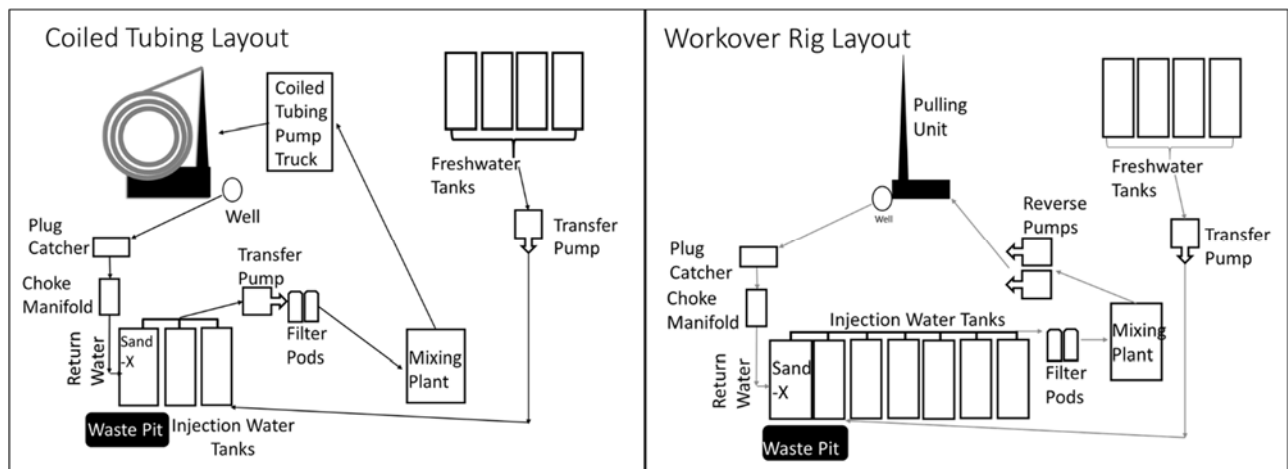 Coiled Tubing Layout
Coiled
Tubing
Pump
Truck
Freshwater
Tanks
Well
Plug
Catcher
Transfer
Pump
Transfer
Pump
Choke
Manifold
Return
Water
Sand
-X
Filter
Pods
Mixing
Plant
Waste Pit
Injection Water
Tanks
Workover Rig Layout
Pulling
Unit
Freshwater
Tanks
Well
Reverse
Pumps
Transfer
Pump
Plug
Catcher
Choke
Manifold
Injection Water Tanks
Return
Water
Sand
-X
Filter
Pods
Mixing
Plant
Waste Pit